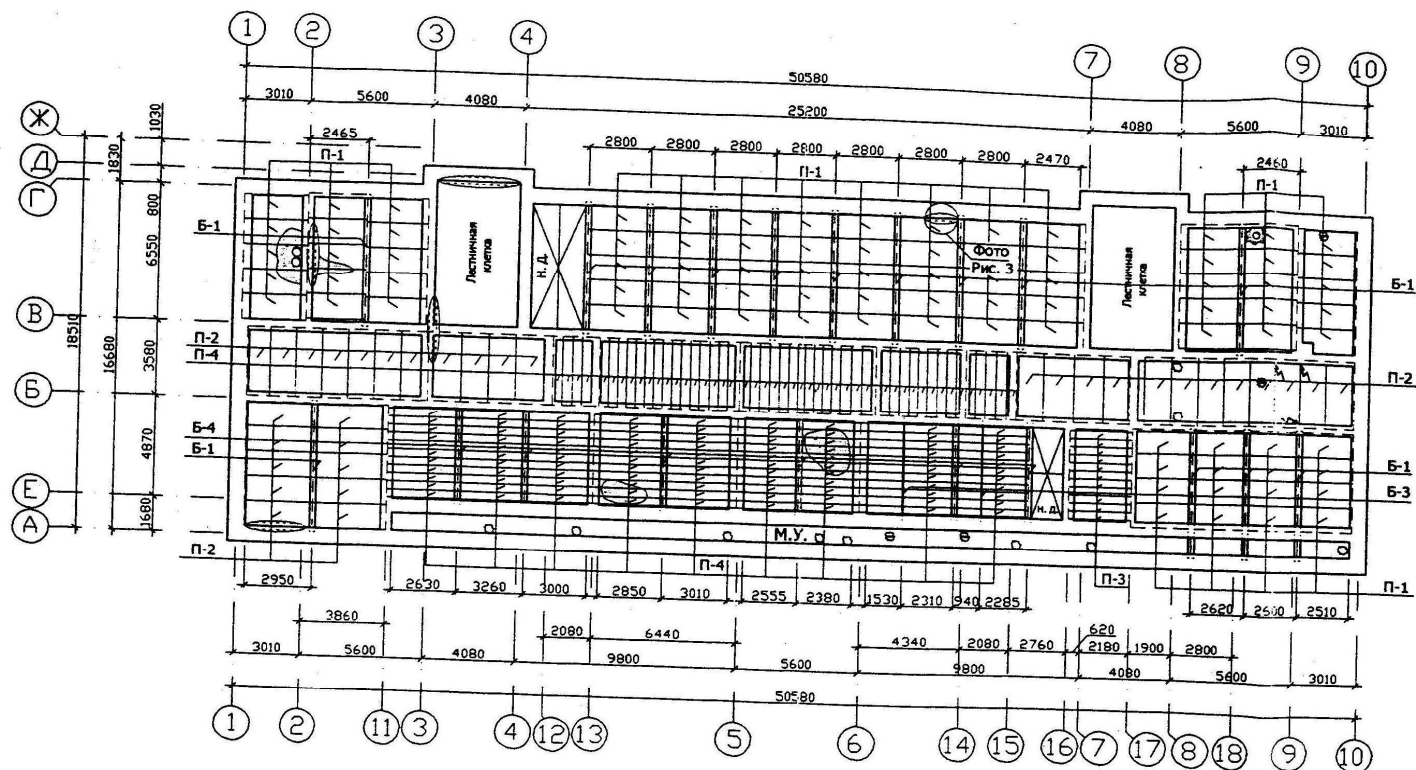 1 2 3 4 7 8 9 10
50580
3010 5600 4080 25200 4080 5600 3010
Ж
Д
Г
В
Б
Е
А
1030
1830
800
6550
18510
16680
3580
4870
1680
2465
П-1
2800 2800 2800 2800 2800 2800 2800 2470
П-1
2460
П-1
Б-1
Лестничная
клетка
Н. Д.
Фото
Рис. 3
Лестничная
клетка
Б-1
П-2
П-4
П-2
Б-4
Б-1
Б-1
Б-3
н. д.
М.У.
П-2
П-4
П-3
П-1
2950 2630 3260 3000 2850 3010 2555 2380 1530 2310 940 2285 2620 2510
3860 2080 6440 4340 2080 2760 620 2180 1900 2800
3010 5600 4080 9800 5600 9800 4080 5600 3010
50580
1 2 11 3 4 12 13 5 6 14 15 16 7 17 8 18 9 10